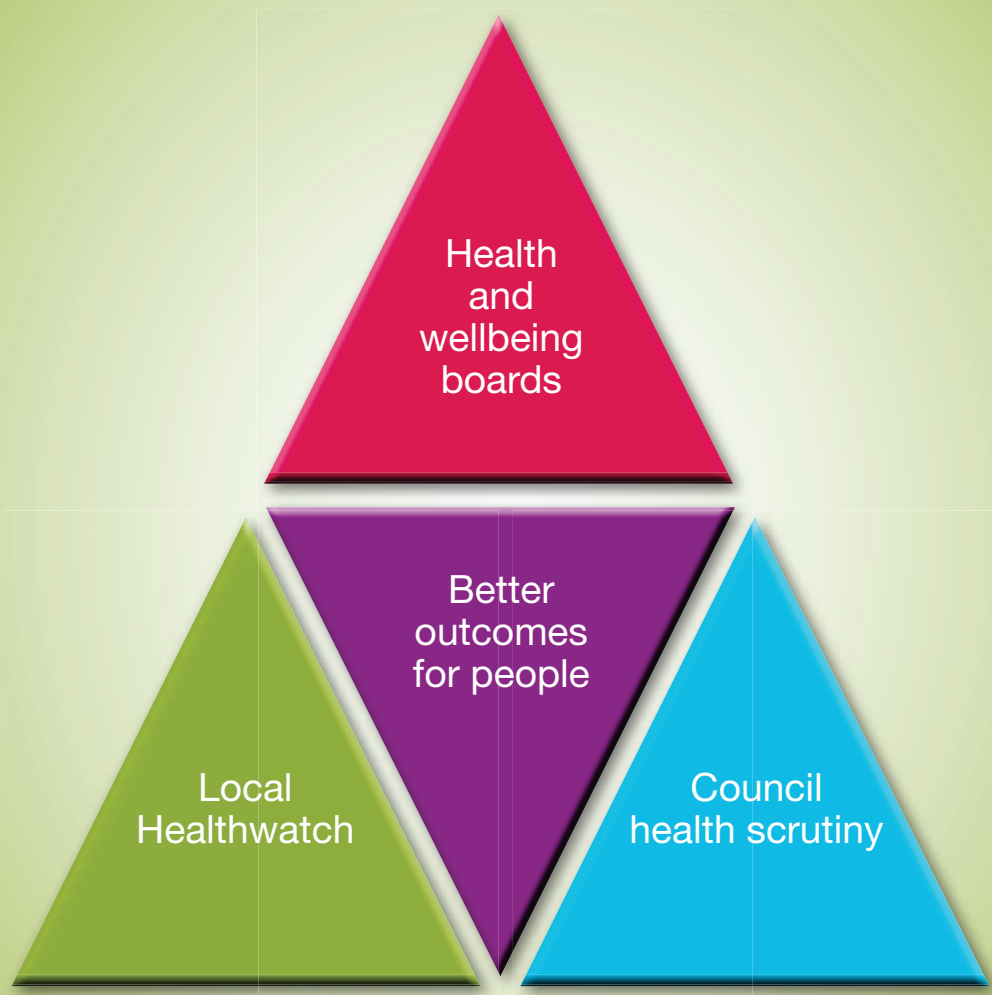 Health
and
wellbeing
boards
Better
outcomes
for people
Local
Healthwatch
Council
health scrutiny